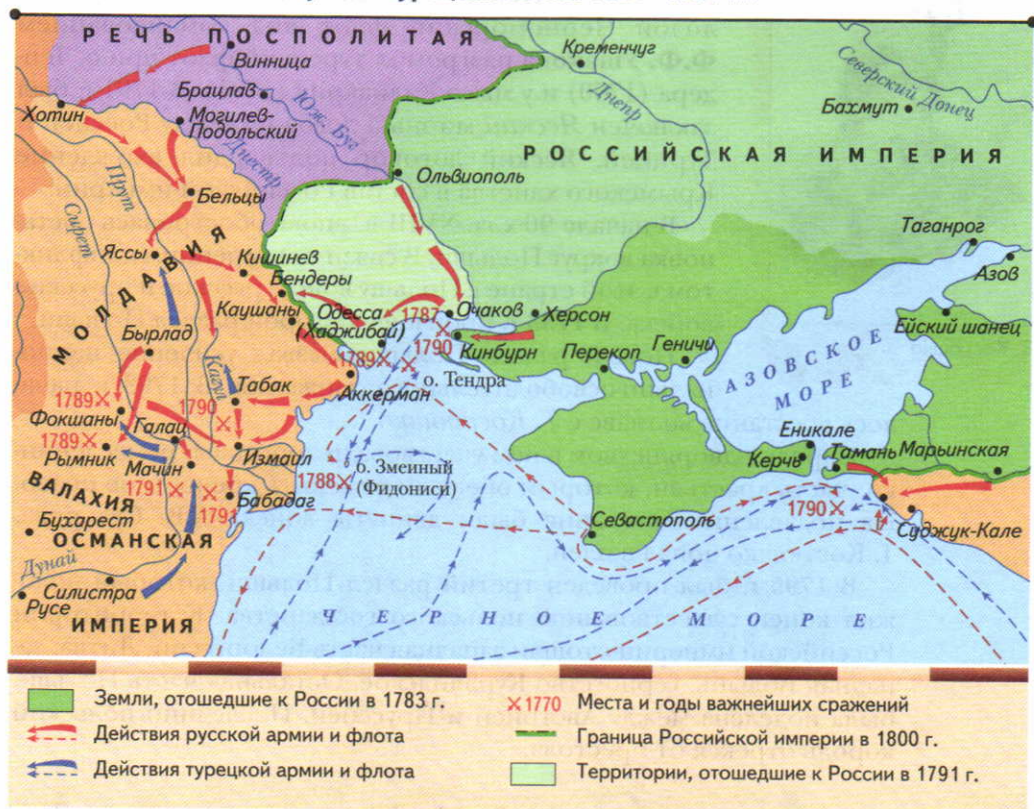 РЕЧЬ ПОСПОЛИТАЯ
Винница
Кременчуг
Северский Донец
Брацлав
Хотин
Могилев-
Подольский
Юж. Буг
Днепр
Бахмут
Днестр
РОССИЙСКАЯ ИМПЕРИЯ
Ольвиополь
Прут
Сирет
Бельцы
Таганрог
Яссы
Кишинев
Азов
МОЛДАВИЯ
Бендеры
Каушаны
Одесса
(Хаджибай)
1787
Очаков
Херсон
1790
Кинбурн
Ейский шанец
Бырлад
Перекоп
Геничи
АЗОВСКОЕ
МОРЕ
1789
о. Тендра
Кагул
Табак
Аккерман
1789
Фокшаны
1790
1789
Галац
Рымник
Измаил
Мачин
Еникале
Керчь
Тамань
Марьинская
о. Змеиный
(Фидониси)
1788
ВАЛАХИЯ
1791
1791
Бабадаг
1790
Бухарест
ОСМАНСКАЯ
Севастополь
Суджук-Кале
Дунай
Силистра
Русе
ИМПЕРИЯ
ЧЕРНОЕ МОРЕ
Земли, отошедшие к России в 1783 г.
Действия русской армии и флота
Действия турецкой армии и флота
1770 Места и годы важнейших сражений
Граница Российской империи в 1800 г.
Территории, отошедшие к России в 1791 г.